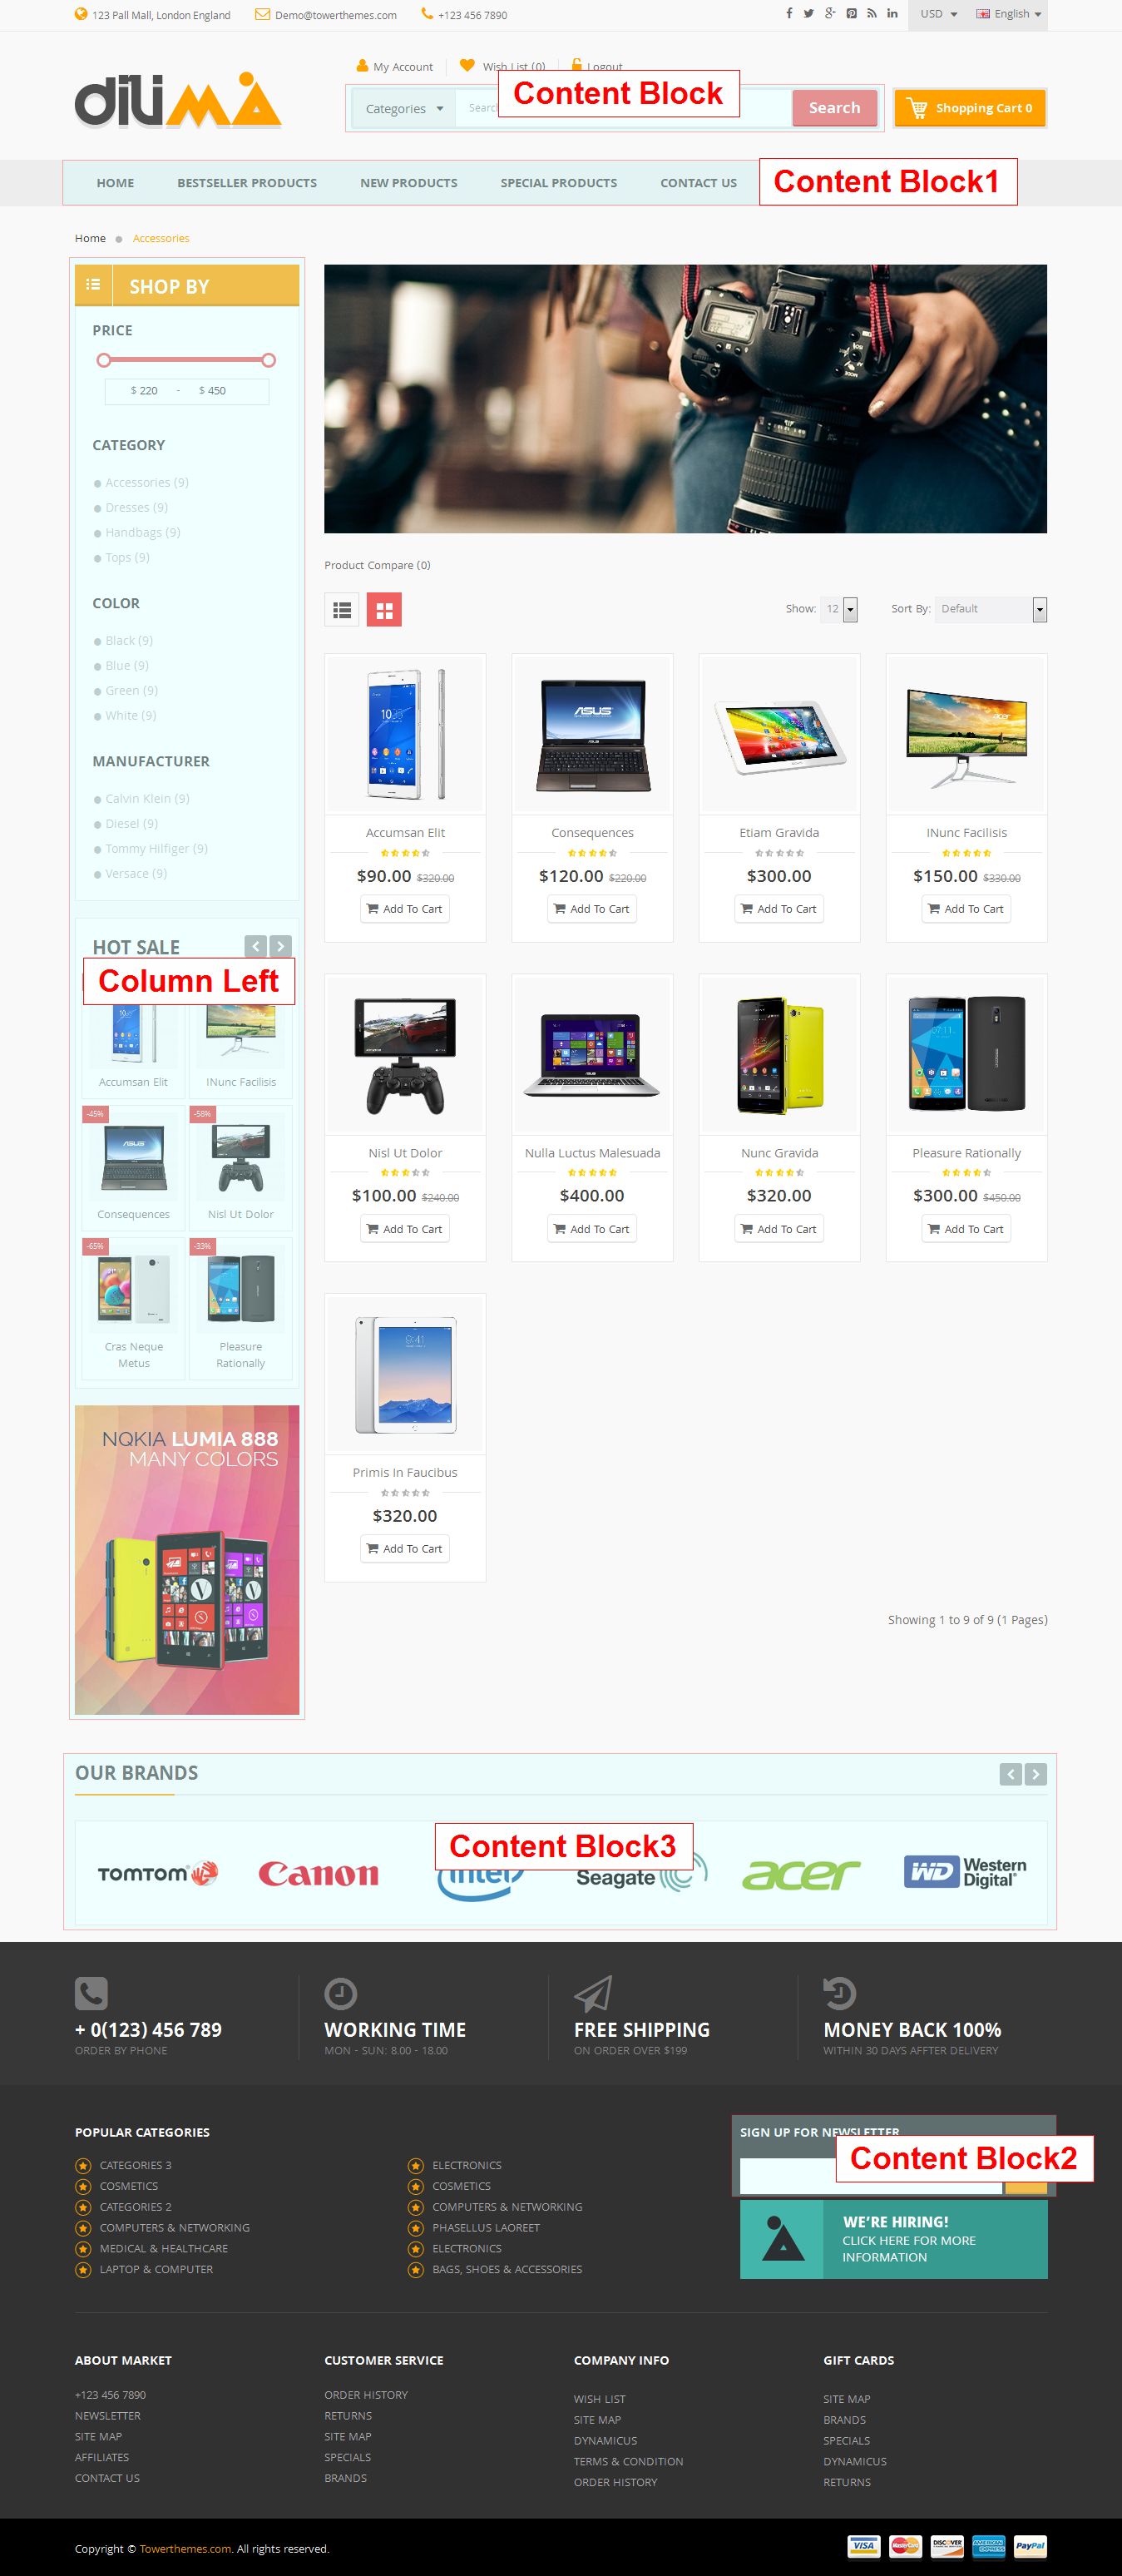 123 Pall Mall, London England Demo@towerthemes.com +123 456 7890 USD English
My Account Wish List (0) Logout
dilima
Categories Search Content Block Search Shopping Cart 0
HOME BESTSELLER PRODUCTS NEW PRODUCTS SPECIAL PRODUCTS CONTACT US Content Block1
Home Accessories
SHOP BY
PRICE
$ 220 - $ 450
CATEGORY
Accessories (9)
Dresses (9)
Handbags (9)
Tops (9)
COLOR
Black (9)
Blue (9)
Green (9)
White (9)
MANUFACTURER
Calvin Klein (9)
Diesel (9)
Tommy Hilfiger (9)
Versace (9)
HOT SALE
Column Left
Accumsan Elit INunc Facilisis
-45% -58%
Consequences Nisl Ut Dolor
-65% -33%
Cras Neque Pleasure
Metus Rationally
NOKIA LUMIA 888
MANY COLORS
Product Compare (0)
Show: 12 Sort By: Default
Accumsan Elit Consequences Etiam Gravida INunc Facilisis
$90.00 $320.00 $120.00 $220.00 $300.00 $150.00 $330.00
Add To Cart Add To Cart Add To Cart Add To Cart
Nisl Ut Dolor Nulla Luctus Malesuada Nunc Gravida Pleasure Rationally
$100.00 $240.00 $400.00 $320.00 $300.00 $450.00
Add To Cart Add To Cart Add To Cart Add To Cart
Primis In Faucibus
$320.00
Add To Cart
Showing 1 to 9 of 9 (1 Pages)
OUR BRANDS
Content Block3
TOMTOM Canon intel Seagate acer WD Western
Digital
+ 0(123) 456 789 WORKING TIME FREE SHIPPING MONEY BACK 100%
ORDER BY PHONE MON - SUN: 8.00 - 18.00 ON ORDER OVER $199 WITHIN 30 DAYS AFFTER DELIVERY
POPULAR CATEGORIES SIGN UP FOR NEWSLETTER
Content Block2
CATEGORIES 3 ELECTRONICS
COSMETICS COSMETICS
CATEGORIES 2 COMPUTERS & NETWORKING
COMPUTERS & NETWORKING PHASELLUS LAOREET
MEDICAL & HEALTHCARE ELECTRONICS
LAPTOP & COMPUTER BAGS, SHOES & ACCESSORIES
WE'RE HIRING!
CLICK HERE FOR MORE
INFORMATION
ABOUT MARKET CUSTOMER SERVICE COMPANY INFO GIFT CARDS
+123 456 7890 ORDER HISTORY WISH LIST SITE MAP
NEWSLETTER RETURNS SITE MAP BRANDS
SITE MAP SITE MAP DYNAMICUS SPECIALS
AFFILIATES SPECIALS TERMS & CONDITION DYNAMICUS
CONTACT US BRANDS ORDER HISTORY RETURNS
Copyright © Towerthemes.com. All rights reserved. VISA MasterCard DISCOVER AMERICAN EXPRESS PayPal